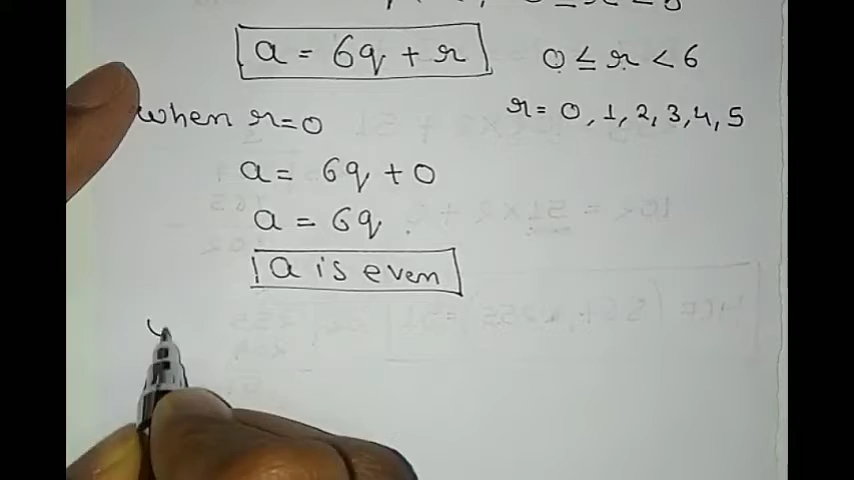 a = 6q + r 0 ≤ r < 6
when r=0 r = 0, 1, 2, 3, 4, 5
a = 6q + 0
a = 6q
a is even